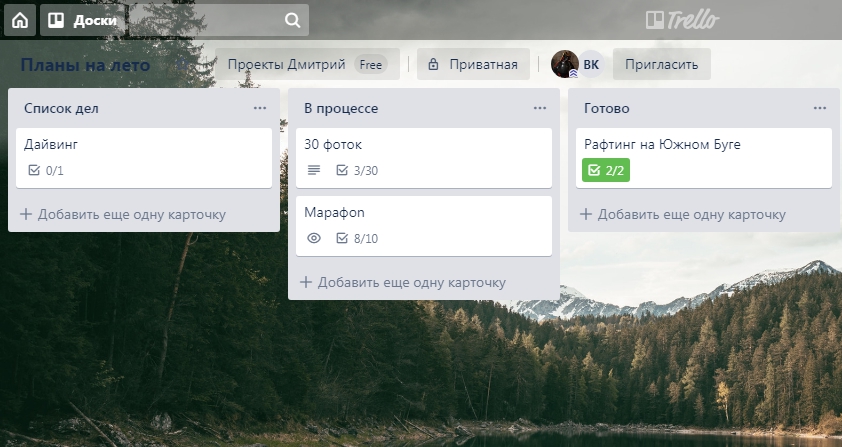 Доски
Trello
Планы на лето
Проекты Дмитрий Free
Приватная
ВК
Пригласить
Список дел
Дайвинг
0/1
+ Добавить еще одну карточку
В процессе
30 фоток
3/30
Марафон
8/10
+ Добавить еще одну карточку
Готово
Рафтинг на Южном Буге
2/2
+ Добавить еще одну карточку